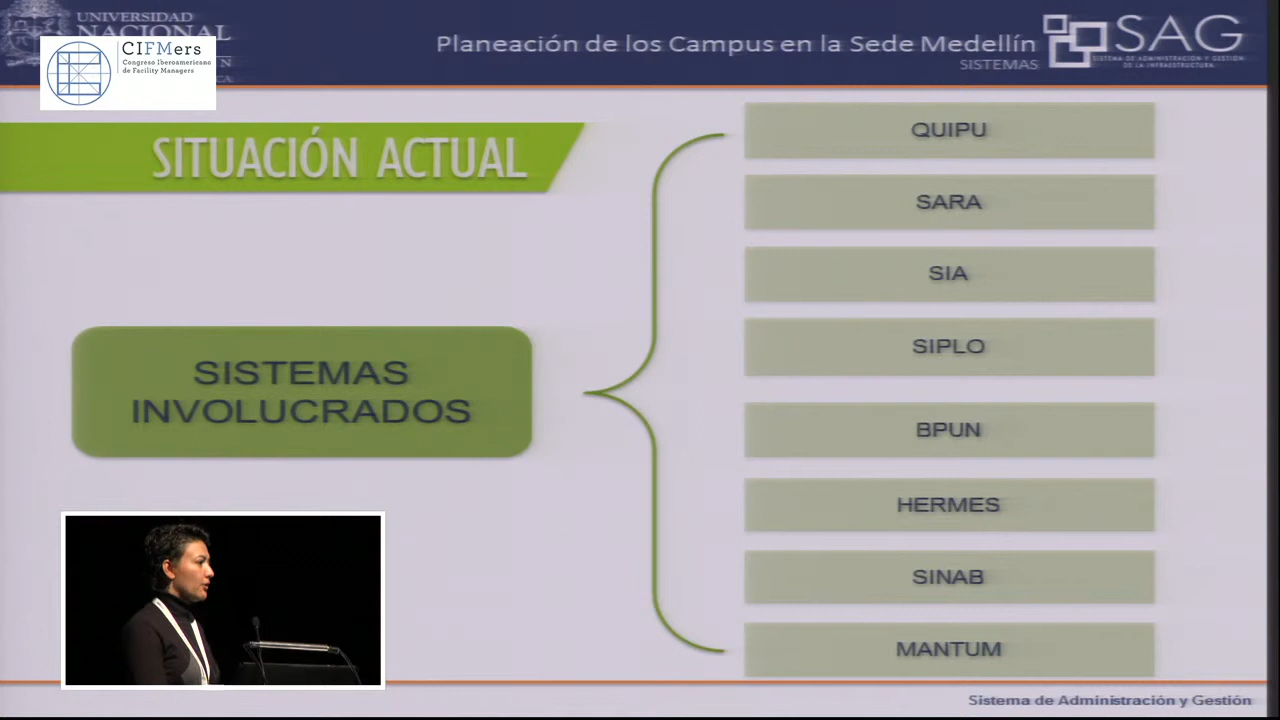 UNIVERSIDAD
NACIONAL
CIFMers
Congreso Iberoamericano
de Facility Managers
Planeación de los Campus en la Sede Medellín
SISTEMAS
SAG
SISTEMA DE ADMINISTRACIÓN Y GESTIÓN
DE LA INFRAESTRUCTURA
SITUACIÓN ACTUAL
SISTEMAS
INVOLUCRADOS
QUIPU
SARA
SIA
SIPLO
BPUN
HERMES
SINAB
MANTUM
Sistema de Administración y Gestión